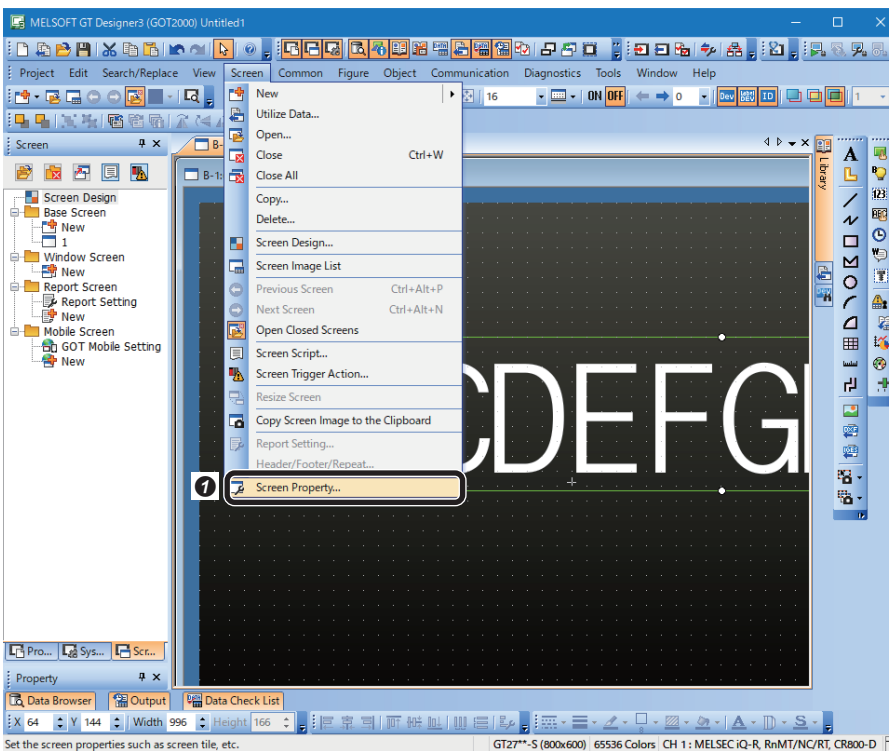 MELSOFT GT Designer3 (GOT2000) Untitled1
Project Edit Search/Replace View Screen Common Figure Object Communication Diagnostics Tools Window Help
New
16
ON OFF
0
Dev
ID
1
Utilize Data...
Open...
Close Ctrl+W
Close All
Copy...
Delete...
Screen Design...
Screen Image List
Previous Screen Ctrl+Alt+P
Next Screen Ctrl+Alt+N
Open Closed Screens
Screen Script...
Screen Trigger Action...
Resize Screen
Copy Screen Image to the Clipboard
Report Setting...
Header/Footer/Repeat...
1 Screen Property...
Screen
Screen Design
Base Screen
New
1
Window Screen
New
Report Screen
Report Setting
New
Mobile Screen
GOT Mobile Setting
New
B-
B-1:
CDEFG
Library
A
123
Pro... Sys... Scr...
Property
Data Browser Output Data Check List
X 64 Y 144 Width 996 Height 166
A D S
Set the screen properties such as screen tile, etc.
GT27**-S (800x600) 65536 Colors CH 1 : MELSEC iQ-R, RnMT/NC/RT, CR800-D